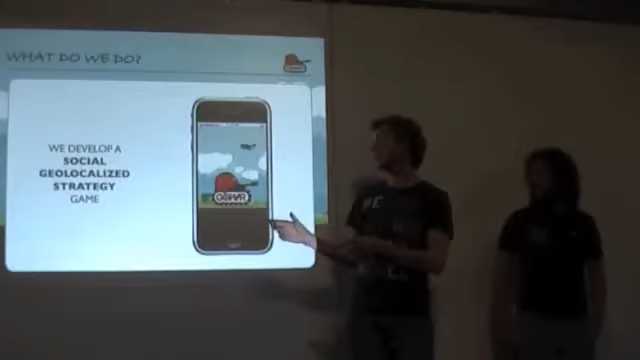 WHAT DO WE DO?
WE DEVELOP A
SOCIAL
GEOLOCALIZED
STRATEGY
GAME